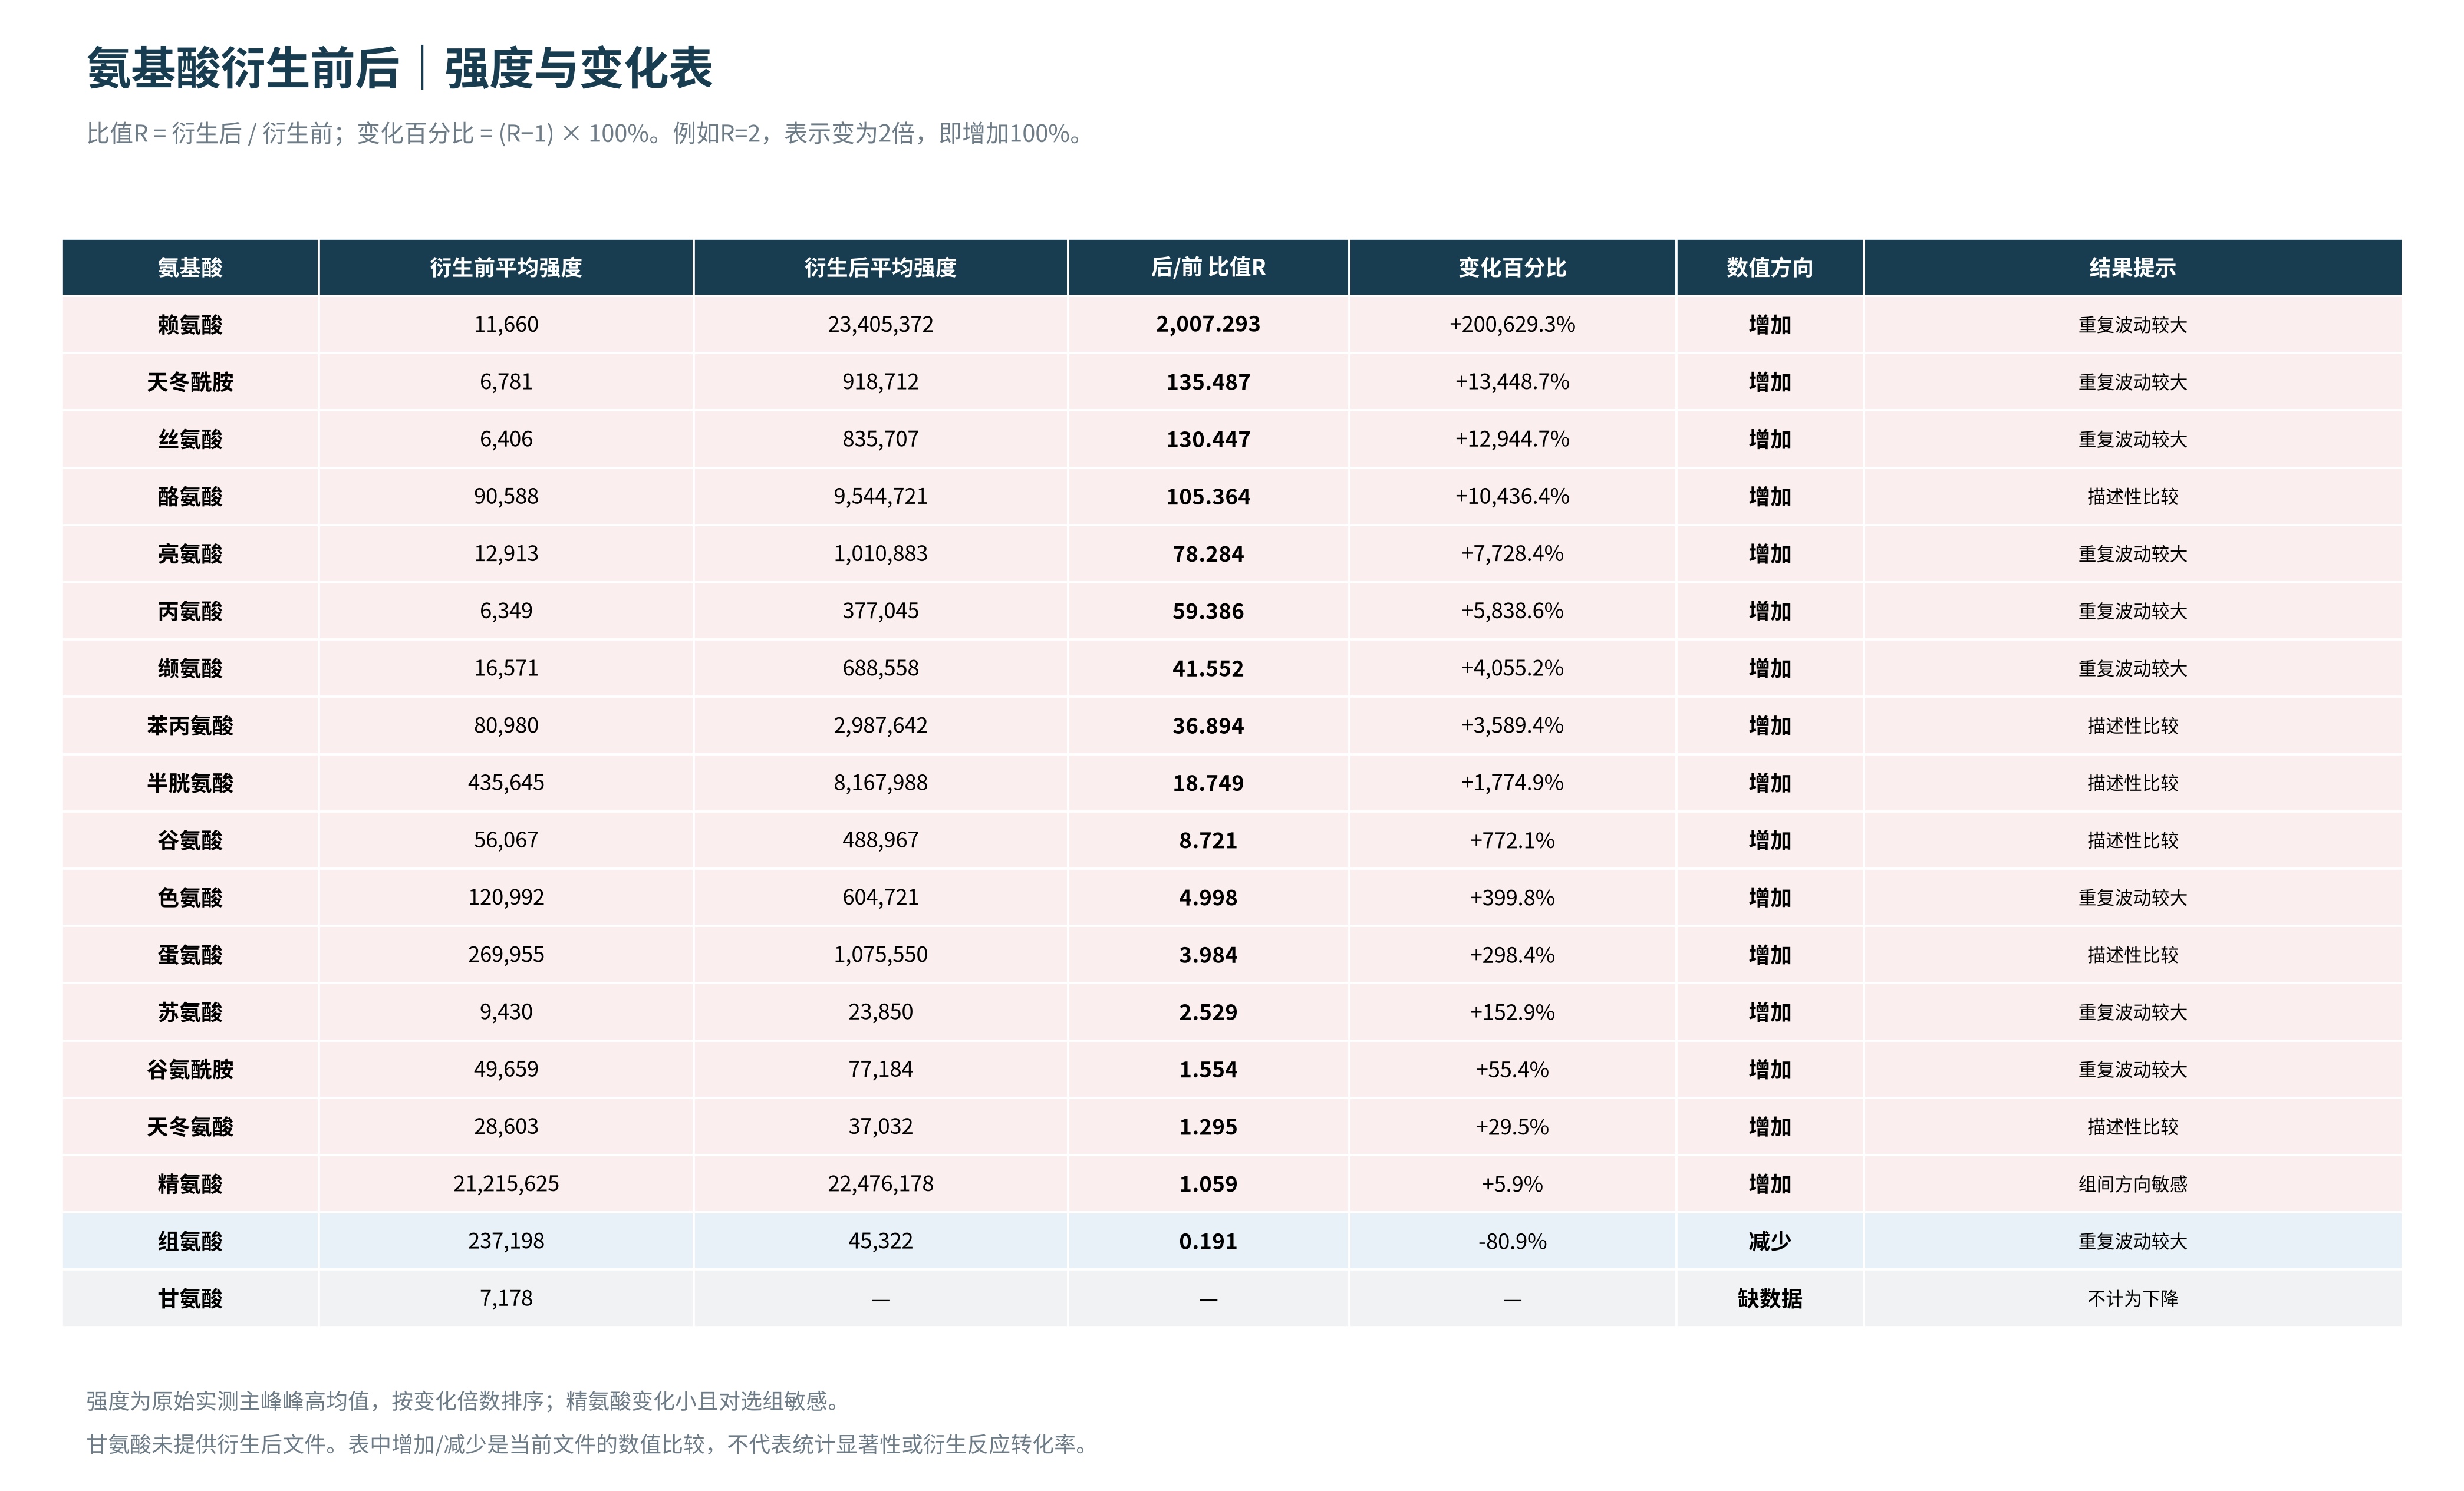 氨基酸衍生前后｜强度与变化表
比值R = 衍生后 / 衍生前；变化百分比 = (R−1) × 100%。例如R=2，表示变为2倍，即增加100%。
氨基酸 衍生前平均强度 衍生后平均强度 后/前 比值R 变化百分比 数值方向 结果提示
赖氨酸 11,660 23,405,372 2,007.293 +200,629.3% 增加 重复波动较大
天冬酰胺 6,781 918,712 135.487 +13,448.7% 增加 重复波动较大
丝氨酸 6,406 835,707 130.447 +12,944.7% 增加 重复波动较大
酪氨酸 90,588 9,544,721 105.364 +10,436.4% 增加 描述性比较
亮氨酸 12,913 1,010,883 78.284 +7,728.4% 增加 重复波动较大
丙氨酸 6,349 377,045 59.386 +5,838.6% 增加 重复波动较大
缬氨酸 16,571 688,558 41.552 +4,055.2% 增加 重复波动较大
苯丙氨酸 80,980 2,987,642 36.894 +3,589.4% 增加 描述性比较
半胱氨酸 435,645 8,167,988 18.749 +1,774.9% 增加 描述性比较
谷氨酸 56,067 488,967 8.721 +772.1% 增加 描述性比较
色氨酸 120,992 604,721 4.998 +399.8% 增加 重复波动较大
蛋氨酸 269,955 1,075,550 3.984 +298.4% 增加 描述性比较
苏氨酸 9,430 23,850 2.529 +152.9% 增加 重复波动较大
谷氨酰胺 49,659 77,184 1.554 +55.4% 增加 重复波动较大
天冬氨酸 28,603 37,032 1.295 +29.5% 增加 描述性比较
精氨酸 21,215,625 22,476,178 1.059 +5.9% 增加 组间方向敏感
组氨酸 237,198 45,322 0.191 -80.9% 减少 重复波动较大
甘氨酸 7,178 — — — 缺数据 不计为下降
强度为原始实测主峰峰高均值，按变化倍数排序；精氨酸变化小且对选组敏感。
甘氨酸未提供衍生后文件。表中增加/减少是当前文件的数值比较，不代表统计显著性或衍生反应转化率。